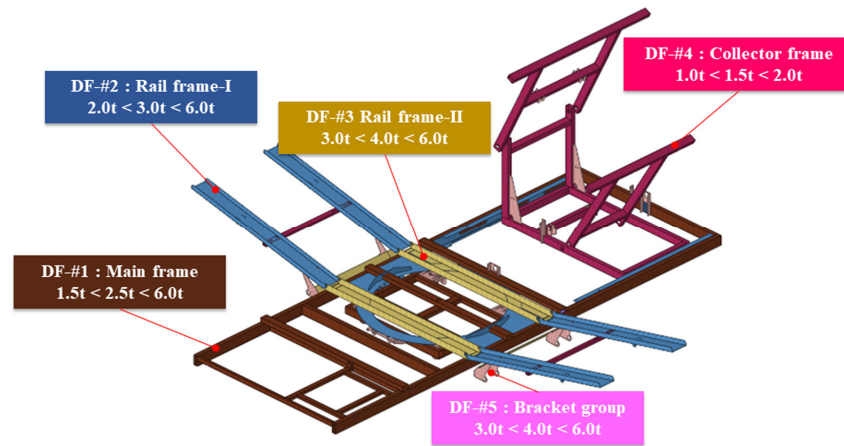 DF-#4 : Collector frame
1.0t < 1.5t < 2.0t
DF-#2 : Rail frame-I
2.0t < 3.0t < 6.0t
DF-#3 Rail frame-II
3.0t < 4.0t < 6.0t
DF-#1 : Main frame
1.5t < 2.5t < 6.0t
DF-#5 : Bracket group
3.0t < 4.0t < 6.0t